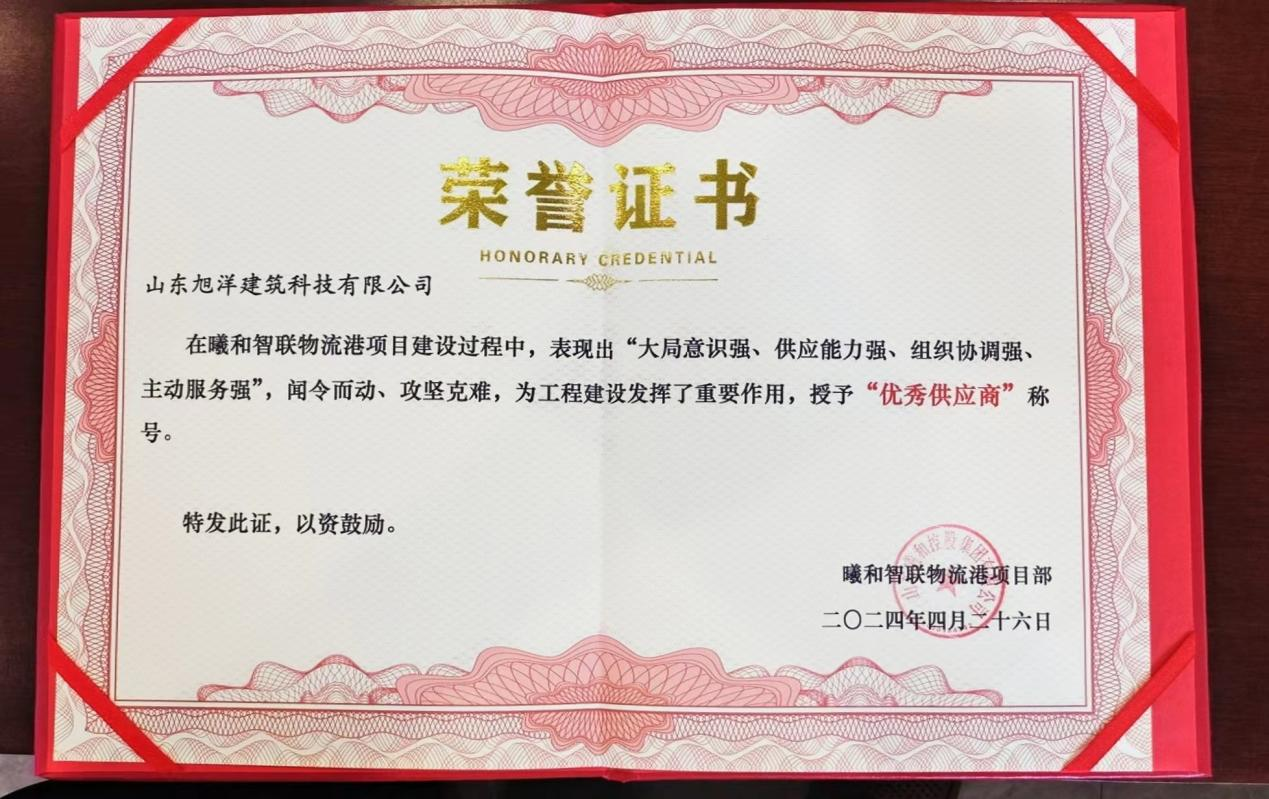 荣誉证书
HONORARY CREDENTIAL
山东旭洋建筑科技有限公司
在曦和智联物流港项目建设过程中，表现出“大局意识强、供应能力强、组织协调强、
主动服务强”，闻令而动、攻坚克难，为工程建设发挥了重要作用，授予“优秀供应商”称
号。
特发此证，以资鼓励。
曦和智联物流港项目部
二〇二四年四月二十六日